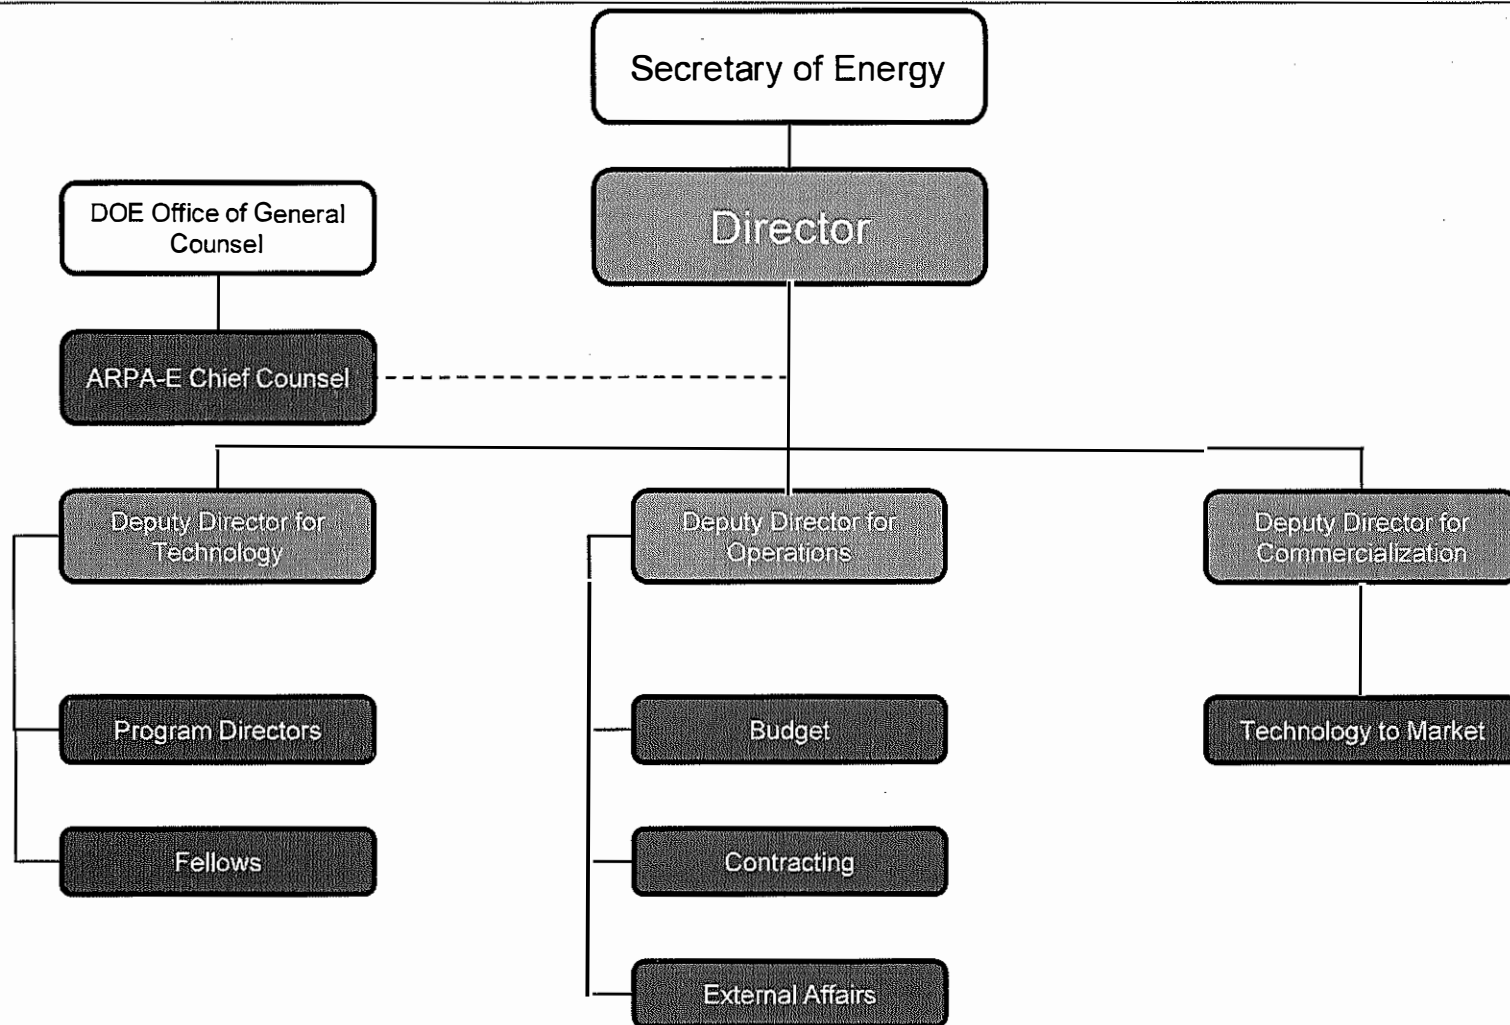 Secretary of Energy
Director
DOE Office of General
Counsel
ARPA-E Chief Counsel
Deputy Director for
Technology
Deputy Director for
Operations
Deputy Director for
Commercialization
Program Directors
Budget
Technology to Market
Fellows
Contracting
External Affairs